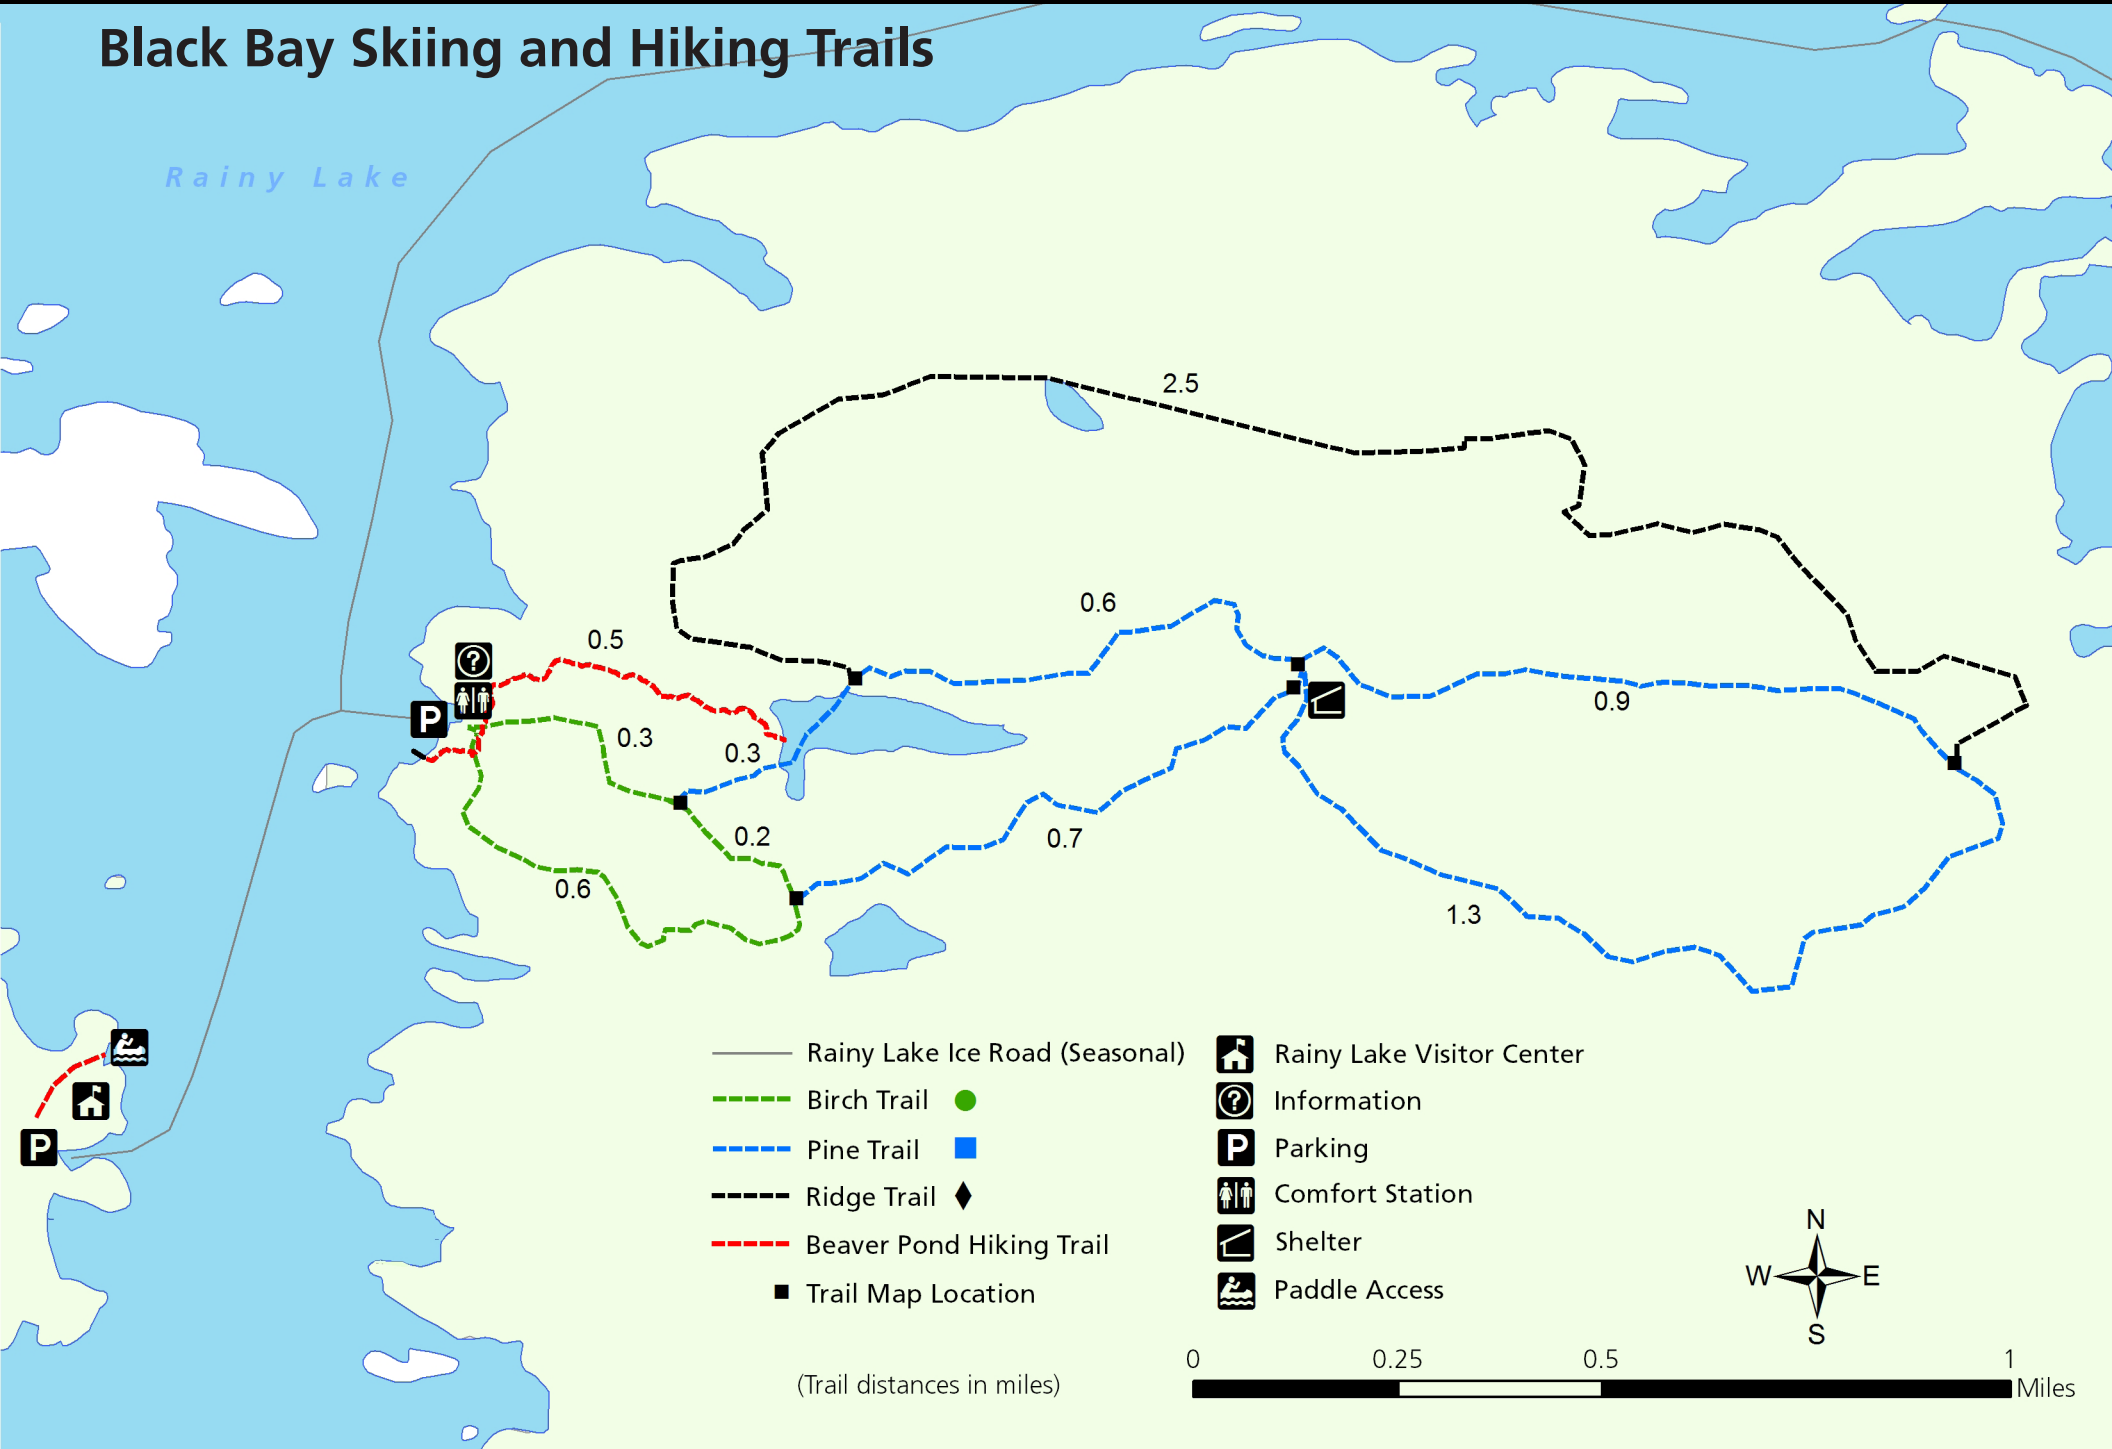 Black Bay Skiing and Hiking Trails
Rainy Lake
2.5
0.6
0.5
0.9
0.3
0.3
0.2
0.7
0.6
1.3
P
?
P
Rainy Lake Ice Road (Seasonal)
Birch Trail
Pine Trail
Ridge Trail
Beaver Pond Hiking Trail
Trail Map Location
(Trail distances in miles)
Rainy Lake Visitor Center
? Information
P Parking
Comfort Station
Shelter
Paddle Access
N
W E
S
0 0.25 0.5 1
Miles